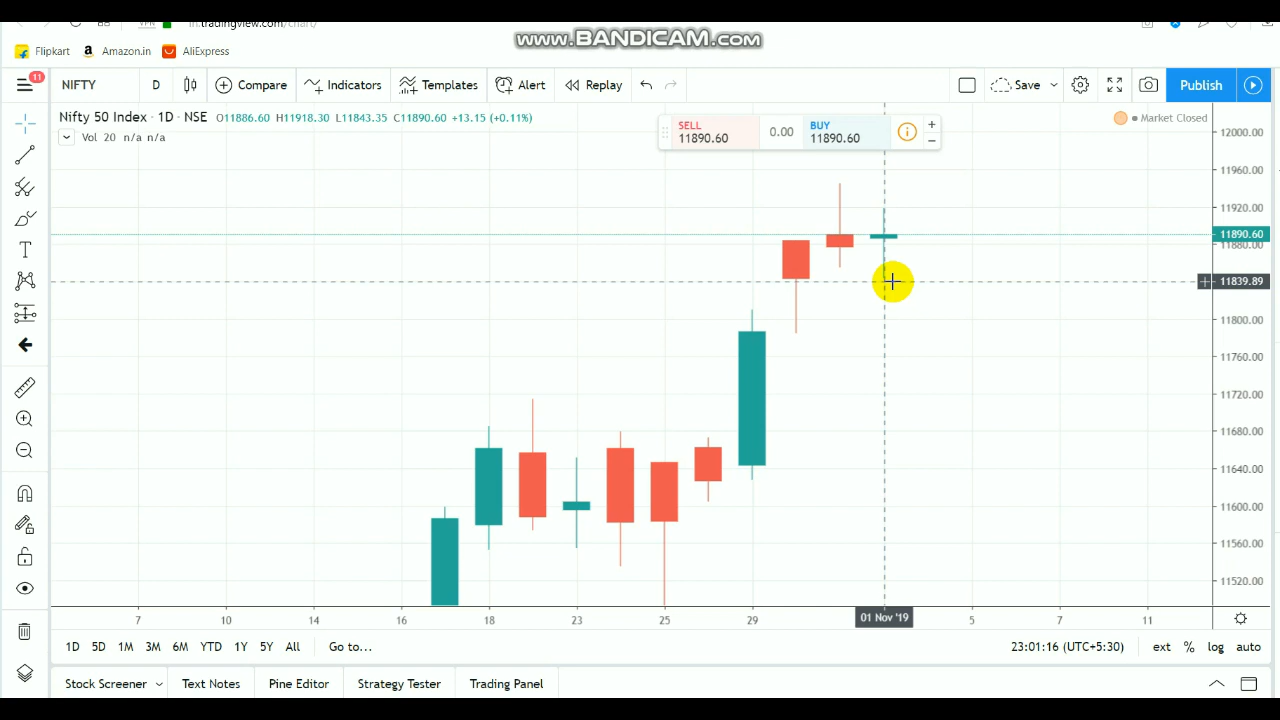 in.tradingview.com/chart/
www.BANDICAM.com
Flipkart Amazon.in AliExpress
11 NIFTY D Compare Indicators Templates Alert Replay Save Publish
Nifty 50 Index · 1D · NSE O11886.60 H11918.30 L11843.35 C11890.60 +13.15 (+0.11%)
SELL 11890.60 0.00 BUY 11890.60 + −
Market Closed
Vol 20 n/a n/a
12000.00
11960.00
11920.00
11890.60
11880.00
11839.89
11800.00
11760.00
11720.00
11680.00
11640.00
11600.00
11560.00
11520.00
7 10 14 16 18 23 25 29 01 Nov '19 5 7 11
1D 5D 1M 3M 6M YTD 1Y 5Y All Go to... 23:01:16 (UTC+5:30) ext % log auto
Stock Screener Text Notes Pine Editor Strategy Tester Trading Panel